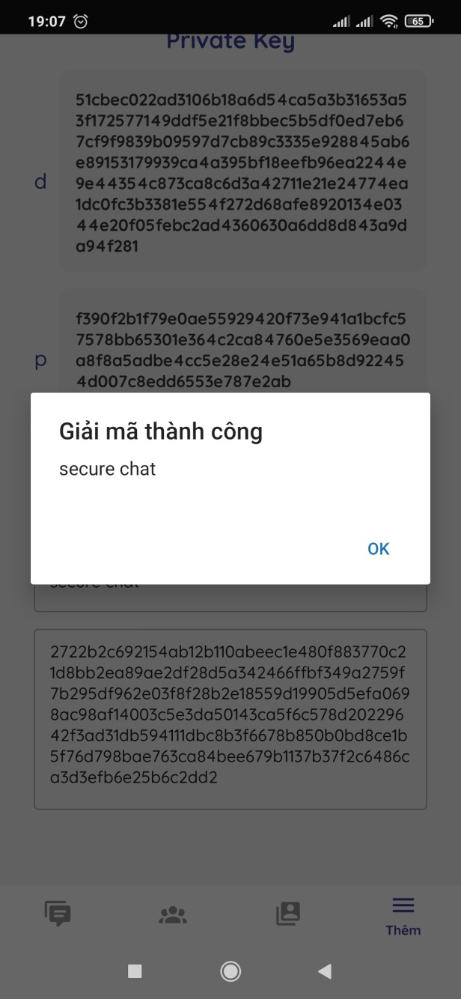 19:07
65
Private Key
51cbec022ad3106b18a6d54ca5a3b31653a5
3f172577149ddf5e21f8bbec5b5df0ed7eb6
7cf9f9839b09597d7cb89c3335e928845ab6
e89153179939ca4a395bf18eefb96ea2244e
d
9e44354c873ca8c6d3a42711e21e24774ea
1dc0fc3b3381e554f272d68afe8920134e03
44e20f05febc2ad4360630a6dd8d843a9d
a94f281
f390f2b1f79e0ae55929420f73e941a1bcfc5
7578bb65301e364c2ca84760e5e3569eaa0
p
a8f8a5adbe4cc5e28e24e51a65b8d92245
4d007c8edd6553e787e2ab
Giải mã thành công
secure chat
OK
secure chat
2722b2c692154ab12b110abeec1e480f883770c2
1d8bb2ea89ae2df28d5a342466ffbf349a2759f
7b295df962e03f8f28b2e18559d19905d5efa069
8ac98af14003c5e3da50143ca5f6c578d202296
42f3ad31db594111dbc8b3f6678b850b0bd8ce1b
5f76d798bae763ca84bee679b1137b37f2c6486c
a3d3efb6e25b6c2dd2
Thêm